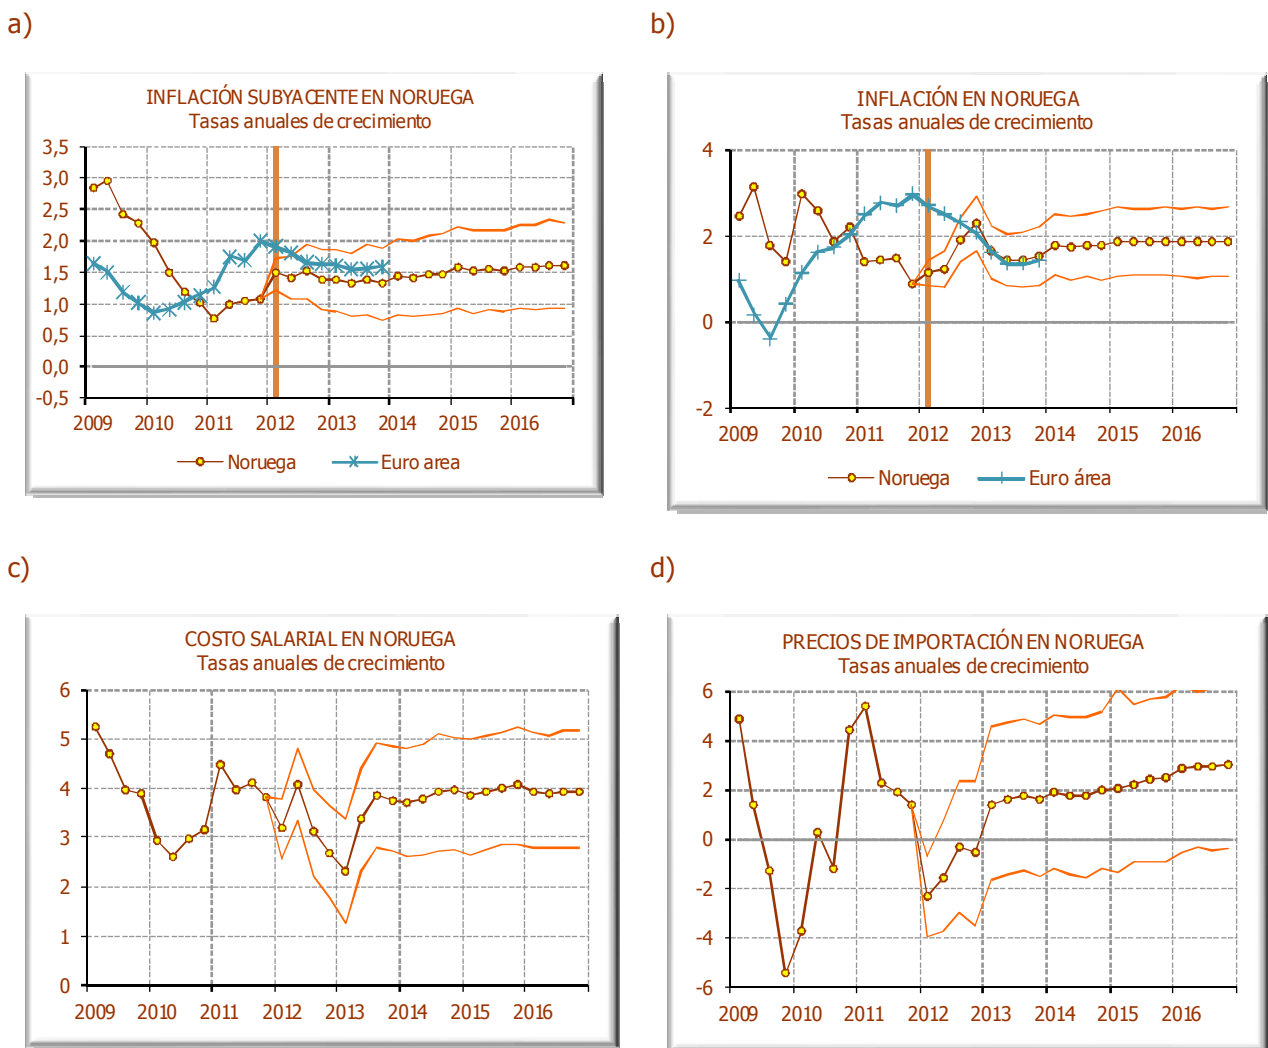 a)
b)
INFLACIÓN SUBYACENTE EN NORUEGA
Tasas anuales de crecimiento
3,5
3,0
2,5
2,0
1,5
1,0
0,5
0,0
-0,5
2009 2010 2011 2012 2013 2014 2015 2016
Noruega Euro area
INFLACIÓN EN NORUEGA
Tasas anuales de crecimiento
4
2
0
-2
2009 2010 2011 2012 2013 2014 2015 2016
Noruega Euro área
c)
d)
COSTO SALARIAL EN NORUEGA
Tasas anuales de crecimiento
6
5
4
3
2
1
0
2009 2010 2011 2012 2013 2014 2015 2016
PRECIOS DE IMPORTACIÓN EN NORUEGA
Tasas anuales de crecimiento
6
4
2
0
-2
-4
-6
2009 2010 2011 2012 2013 2014 2015 2016